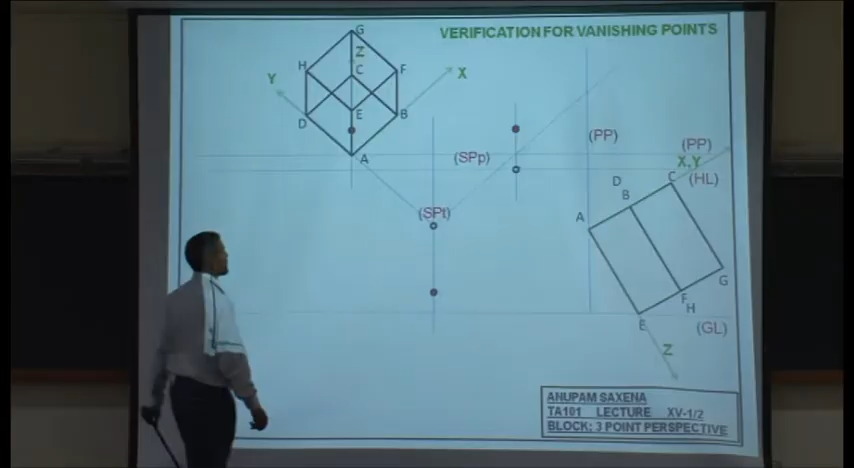 VERIFICATION FOR VANISHING POINTS
G
Z
H
C
F
Y
X
D
E
B
A
(PP)
(PP)
(SPp)
X,Y
D
C
(HL)
B
A
(SPt)
G
F
H
E
(GL)
Z
ANUPAM SAXENA
TA101 LECTURE XV-1/2
BLOCK: 3 POINT PERSPECTIVE